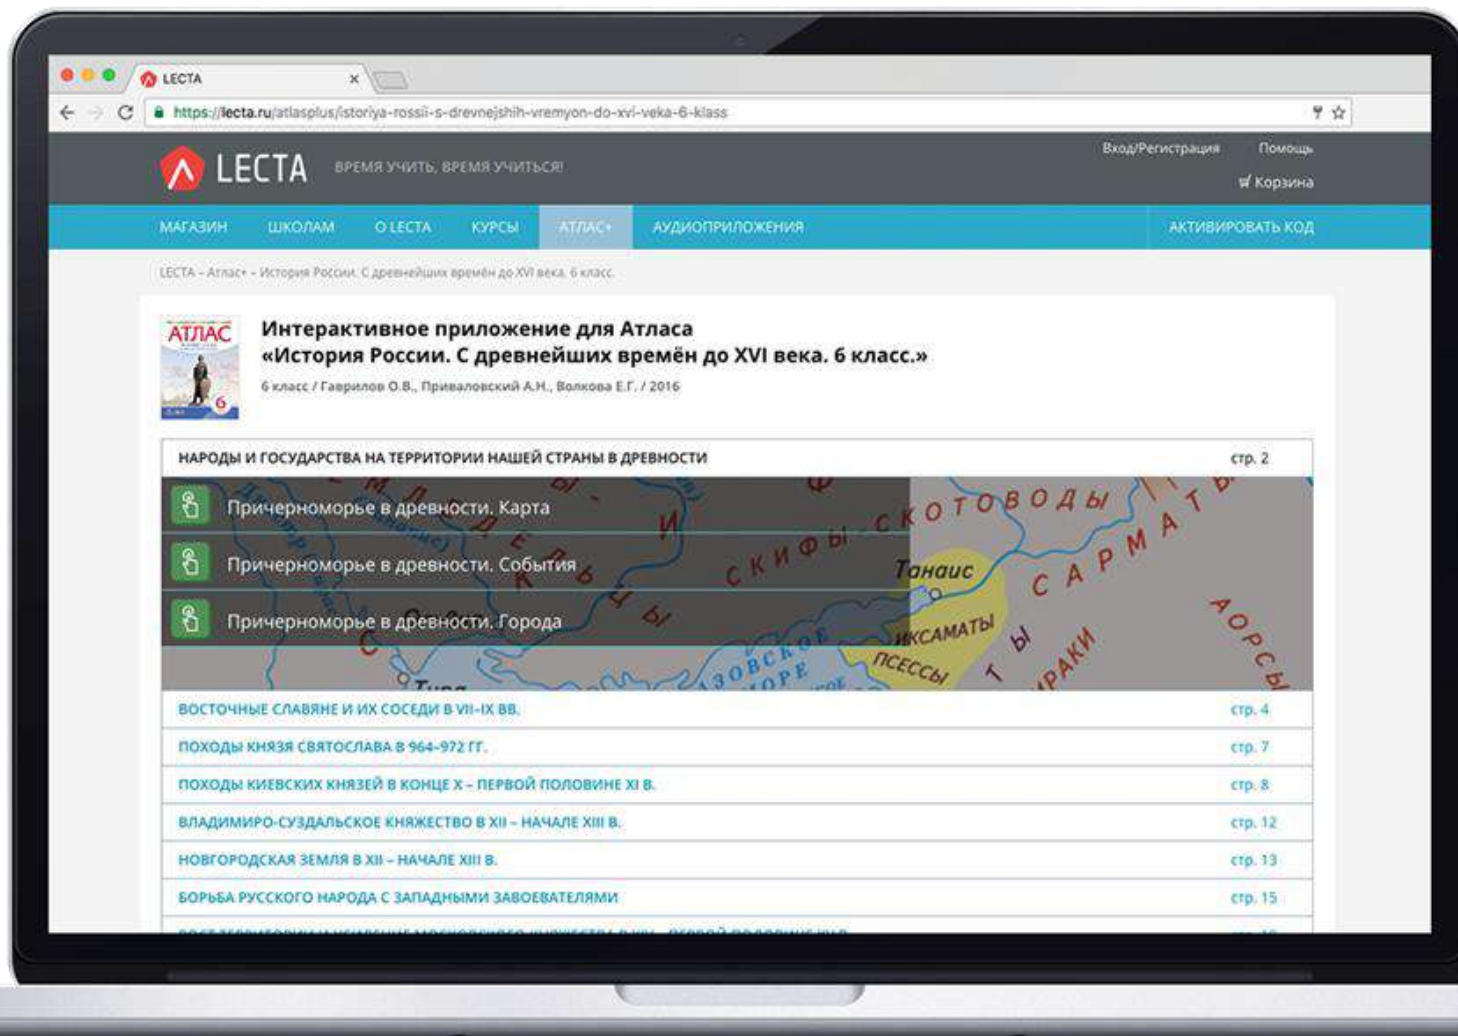 LECTA
https://lecta.ru/atlasplus/istoriya-rossii-s-drevnejshih-vremyon-do-xvi-veka-6-klass
LECTA ВРЕМЯ УЧИТЬ, ВРЕМЯ УЧИТЬСЯ!
Вход/Регистрация Помощь
Корзина
МАГАЗИН ШКОЛАМ О LECTA КУРСЫ АТЛАС+ АУДИОПРИЛОЖЕНИЯ АКТИВИРОВАТЬ КОД
LECTA – Атлас+ – История России. С древнейших времён до XVI века. 6 класс.
АТЛАС
6
Интерактивное приложение для Атласа
«История России. С древнейших времён до XVI века. 6 класс.»
6 класс / Гаврилов О.В., Приваловский А.Н., Волкова Е.Г. / 2016
НАРОДЫ И ГОСУДАРСТВА НА ТЕРРИТОРИИ НАШЕЙ СТРАНЫ В ДРЕВНОСТИ стр. 2
Причерноморье в древности. Карта
Причерноморье в древности. События
Причерноморье в древности. Города
СКИФЫ-СКОТОВОДЫ
САРМАТЫ
Танаис
АОРСЫ
ИКСАМАТЫ
ПСЕССЫ
ИРАКИ
МОРЕ
ВОСТОЧНЫЕ СЛАВЯНЕ И ИХ СОСЕДИ В VII–IX ВВ. стр. 4
ПОХОДЫ КНЯЗЯ СВЯТОСЛАВА В 964–972 ГГ. стр. 7
ПОХОДЫ КИЕВСКИХ КНЯЗЕЙ В КОНЦЕ X – ПЕРВОЙ ПОЛОВИНЕ XI В. стр. 8
ВЛАДИМИРО-СУЗДАЛЬСКОЕ КНЯЖЕСТВО В XII – НАЧАЛЕ XIII В. стр. 12
НОВГОРОДСКАЯ ЗЕМЛЯ В XII – НАЧАЛЕ XIII В. стр. 13
БОРЬБА РУССКОГО НАРОДА С ЗАПАДНЫМИ ЗАВОЕВАТЕЛЯМИ стр. 15